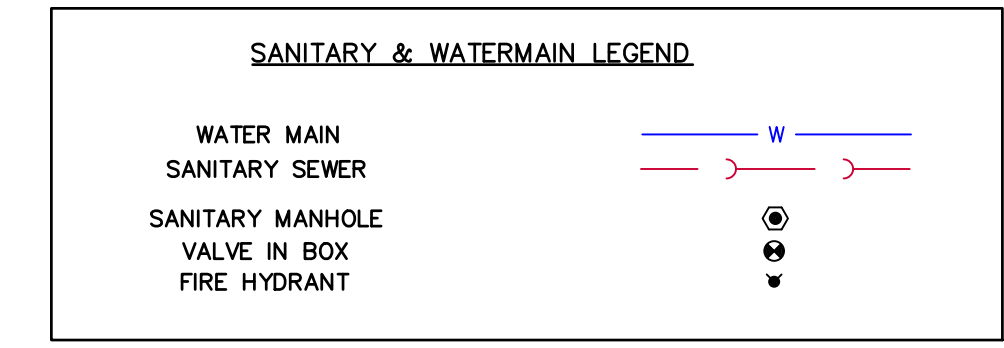 SANITARY & WATERMAIN LEGEND
WATER MAIN W
SANITARY SEWER
SANITARY MANHOLE
VALVE IN BOX
FIRE HYDRANT